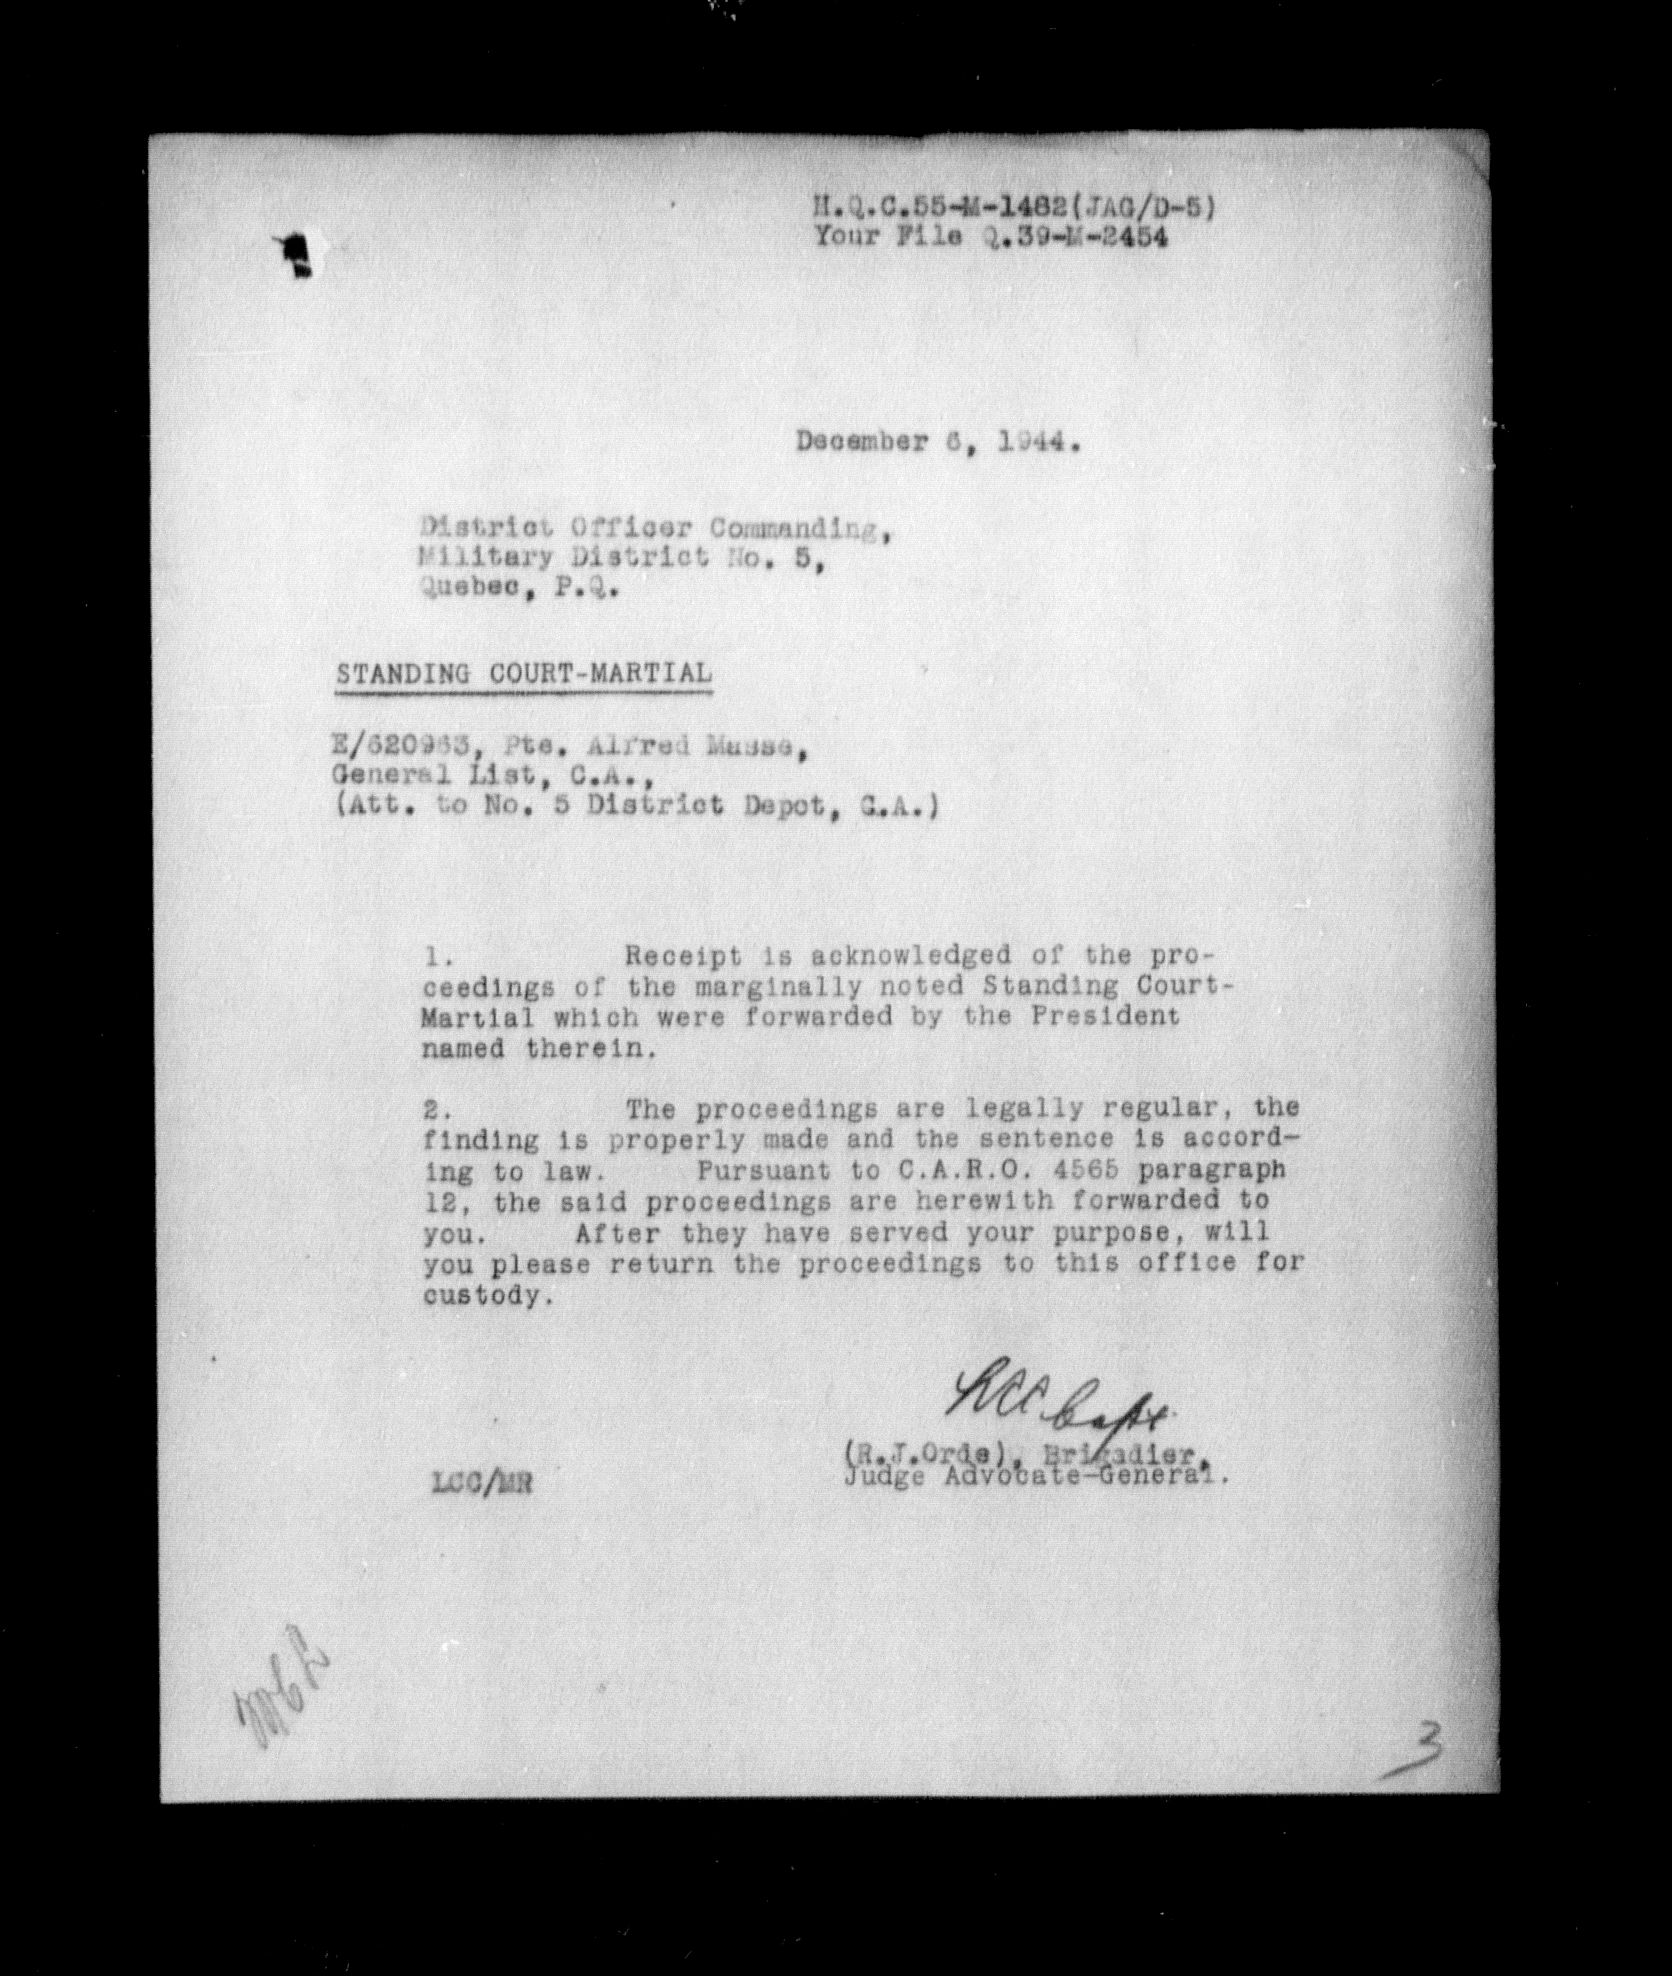 H.Q.C.55-M-1482(JAG/D-5)
Your File Q.39-M-2454
December 6, 1944.
District Officer Commanding,
Military District No. 5,
Quebec, P.Q.
STANDING COURT-MARTIAL
E/620963, Pte. Alfred Masse,
General List, C.A.,
(Att. to No. 5 District Depot, C.A.)
1. Receipt is acknowledged of the pro-
ceedings of the marginally noted Standing Court-
Martial which were forwarded by the President
named therein.
2. The proceedings are legally regular, the
finding is properly made and the sentence is accord-
ing to law. Pursuant to C.A.R.O. 4565 paragraph
12, the said proceedings are herewith forwarded to
you. After they have served your purpose, will
you please return the proceedings to this office for
custody.
LCC Capt.
(R.J.Orde), Brigadier,
Judge Advocate-General.
LCC/MR
3